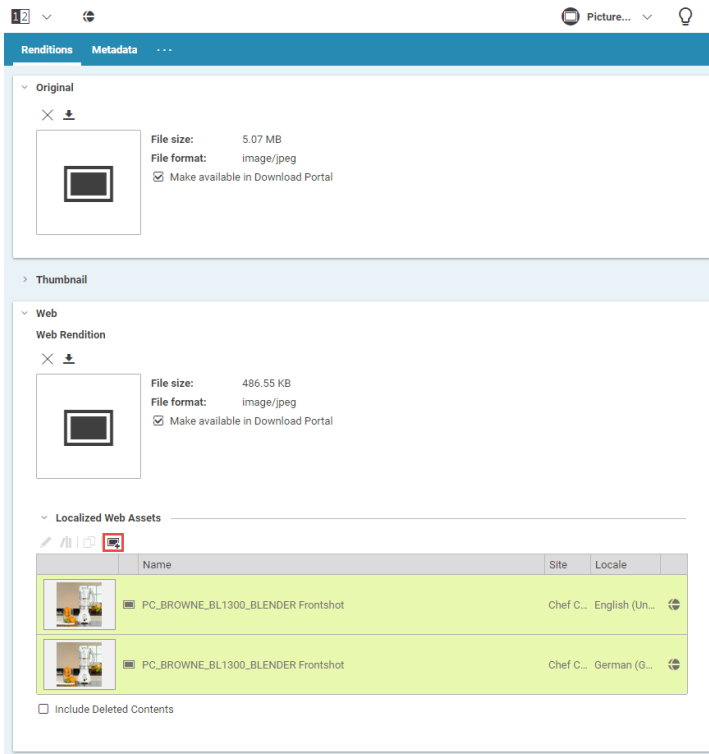 12
Picture...
Renditions Metadata ...
Original
File size: 5.07 MB
File format: image/jpeg
Make available in Download Portal
Thumbnail
Web
Web Rendition
File size: 486.55 KB
File format: image/jpeg
Make available in Download Portal
Localized Web Assets
Name Site Locale
PC_BROWNE_BL1300_BLENDER Frontshot Chef C... English (Un...
PC_BROWNE_BL1300_BLENDER Frontshot Chef C... German (G...
Include Deleted Contents